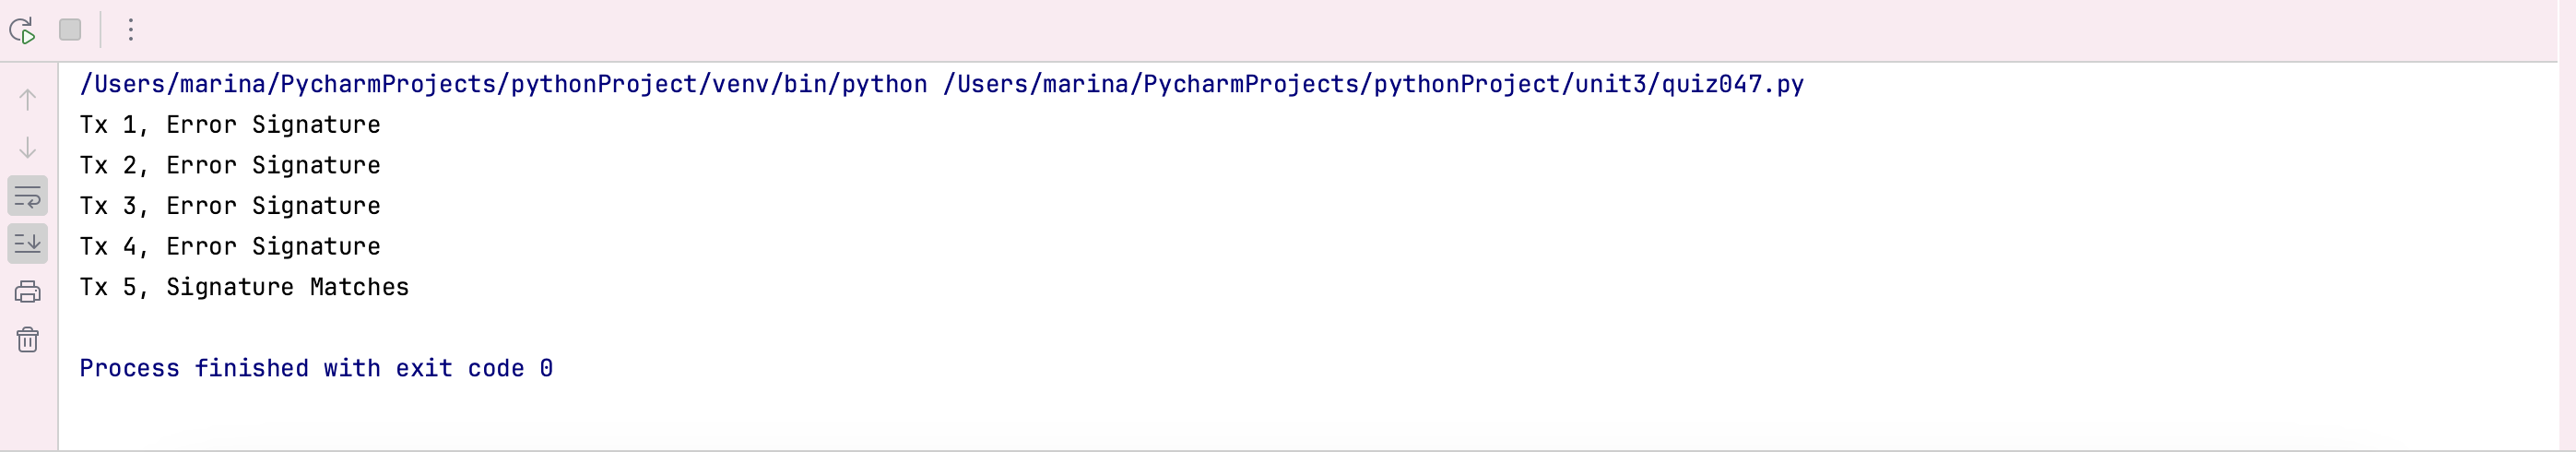 /Users/marina/PycharmProjects/pythonProject/venv/bin/python /Users/marina/PycharmProjects/pythonProject/unit3/quiz047.py
Tx 1, Error Signature
Tx 2, Error Signature
Tx 3, Error Signature
Tx 4, Error Signature
Tx 5, Signature Matches
Process finished with exit code 0